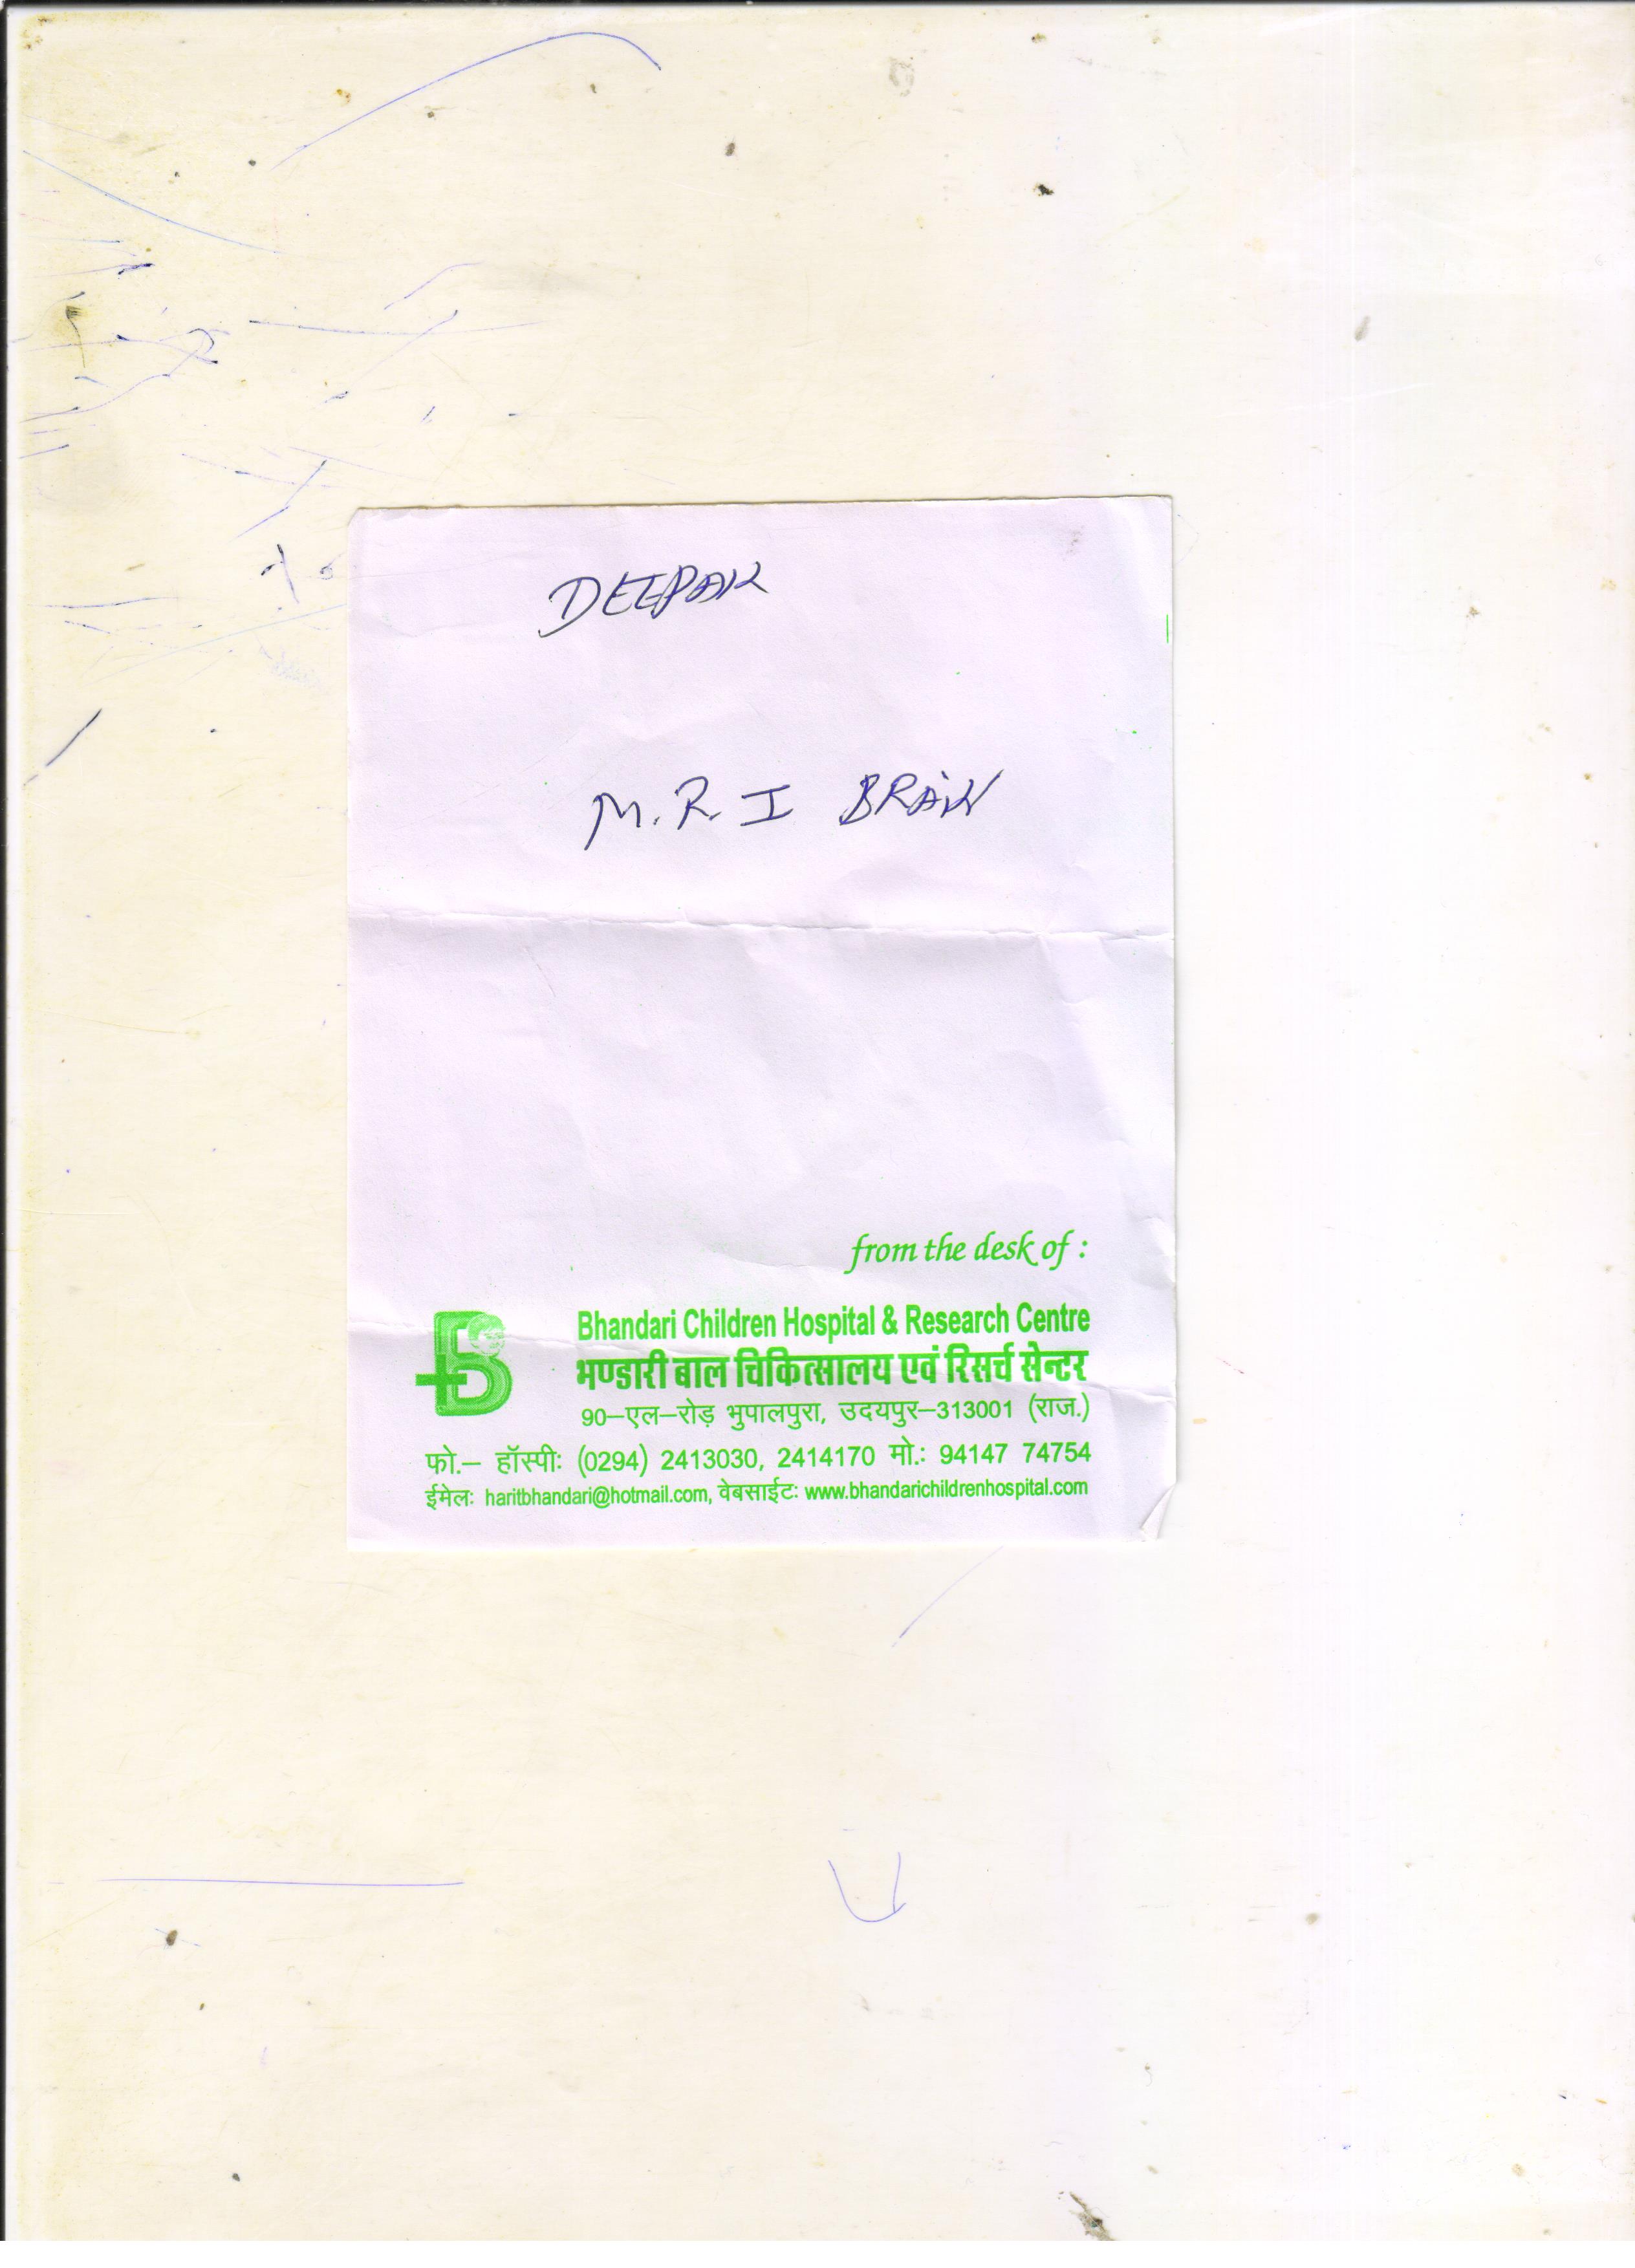 DEEPAK
M.R.I BRAIN
from the desk of :
Bhandari Children Hospital & Research Centre
भण्डारी बाल चिकित्सालय एवं रिसर्च सेन्टर
90–एल–रोड़ भुपालपुरा, उदयपुर–313001 (राज.)
फो.– हॉस्पी: (0294) 2413030, 2414170 मो.: 94147 74754
ईमेल: haritbhandari@hotmail.com, वेबसाईट: www.bhandarichildrenhospital.com